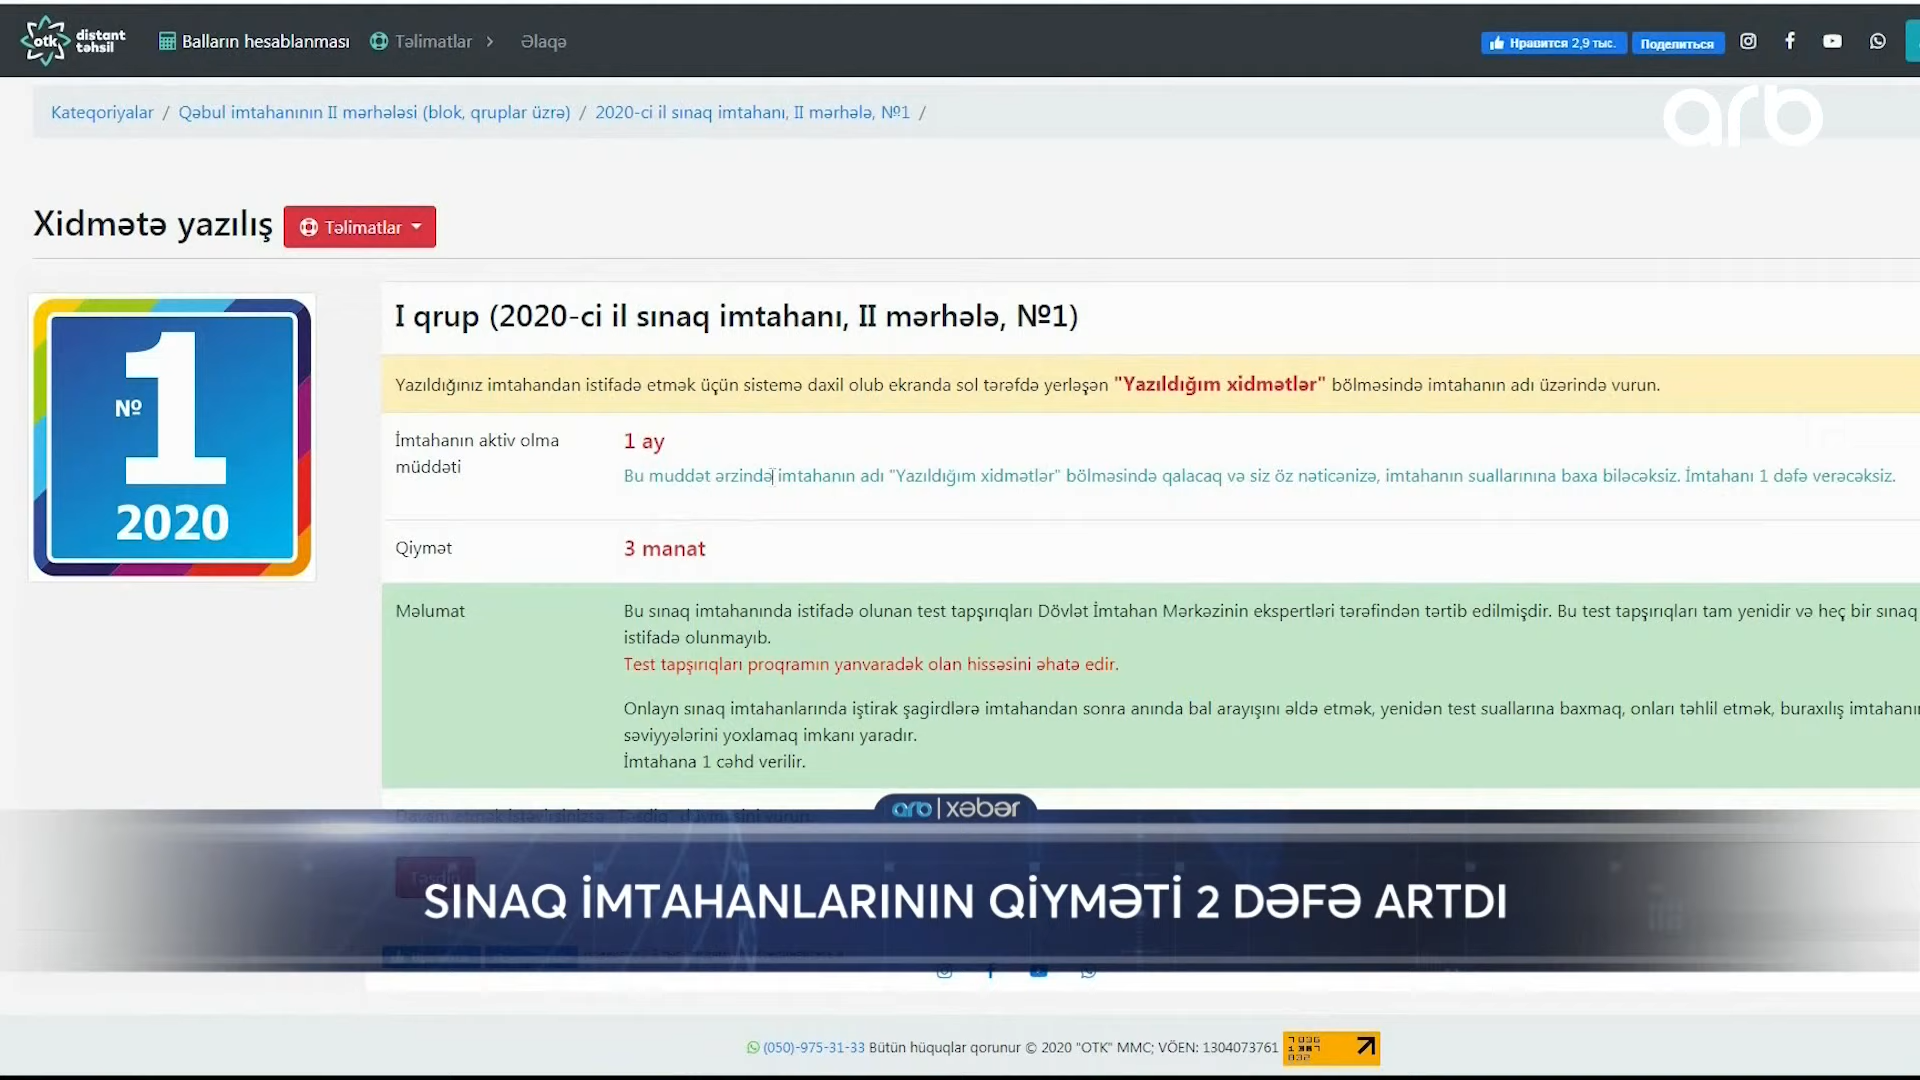 otk distant təhsil
Balların hesablanması
Təlimatlar
Əlaqə
Нравится 2,9 тыс.
Поделиться
Kateqoriyalar / Qəbul imtahanının II mərhələsi (blok, qruplar üzrə) / 2020-ci il sınaq imtahanı, II mərhələ, №1 /
arb
Xidmətə yazılış
Təlimatlar
№ 1
2020
I qrup (2020-ci il sınaq imtahanı, II mərhələ, №1)
Yazıldığınız imtahandan istifadə etmək üçün sistemə daxil olub ekranda sol tərəfdə yerləşən "Yazıldığım xidmətlər" bölməsində imtahanın adı üzərində vurun.
İmtahanın aktiv olma müddəti
1 ay
Bu muddət ərzində imtahanın adı "Yazıldığım xidmətlər" bölməsində qalacaq və siz öz nəticənizə, imtahanın suallarınına baxa biləcəksiz. İmtahanı 1 dəfə verəcəksiz.
Qiymət
3 manat
Məlumat
Bu sınaq imtahanında istifadə olunan test tapşırıqları Dövlət İmtahan Mərkəzinin ekspertləri tərəfindən tərtib edilmişdir. Bu test tapşırıqları tam yenidir və heç bir sınaq
istifadə olunmayıb.
Test tapşırıqları proqramın yanvaradək olan hissəsini əhatə edir.
Onlayn sınaq imtahanlarında iştirak şagirdlərə imtahandan sonra anında bal arayışını əldə etmək, yenidən test suallarına baxmaq, onları təhlil etmək, buraxılış imtahanın
səviyyələrini yoxlamaq imkanı yaradır.
İmtahana 1 cəhd verilir.
Davam etmək istəyirsinizsə "Təsdiq" düyməsini vurun.
arb | xəbər
Təsdiq
SINAQ İMTAHANLARININ QİYMƏTİ 2 DƏFƏ ARTDI
(050)-975-31-33 Bütün hüquqlar qorunur © 2020 "OTK" MMC; VÖEN: 1304073761